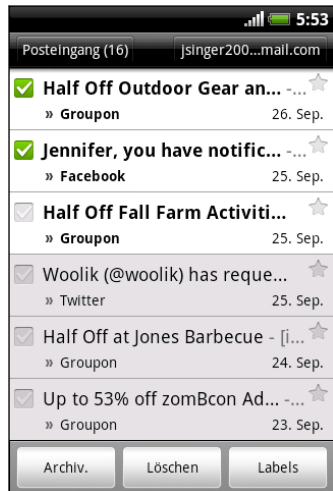 5:53
Posteingang (16) jsinger200...mail.com
Half Off Outdoor Gear an... -...
» Groupon 26. Sep.
Jennifer, you have notific... -...
» Facebook 25. Sep.
Half Off Fall Farm Activiti...
» Groupon 25. Sep.
Woolik (@woolik) has reque...
» Twitter 25. Sep.
Half Off at Jones Barbecue - [i...
» Groupon 24. Sep.
Up to 53% off zomBcon Ad... -...
» Groupon 23. Sep.
Archiv. Löschen Labels